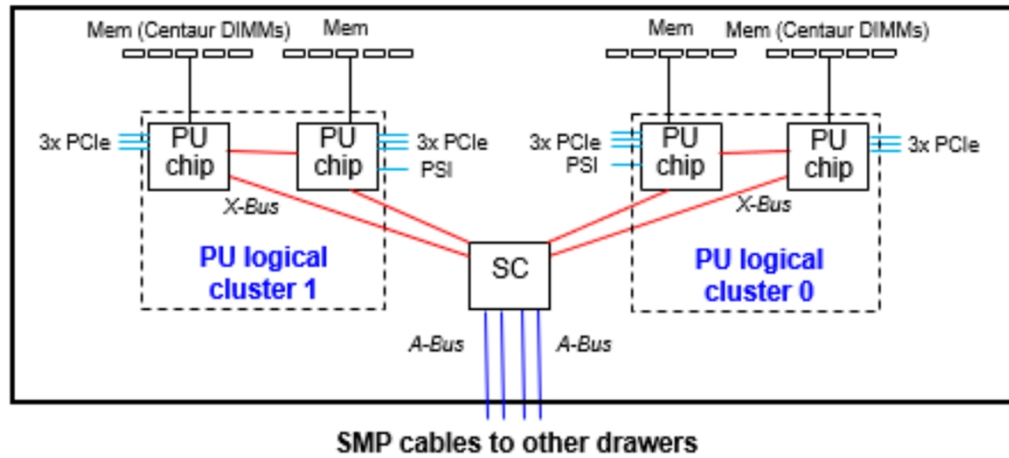 Mem (Centaur DIMMs)
Mem
Mem
Mem (Centaur DIMMs)
3x PCIe
PU
chip
PU
chip
3x PCIe
PSI
3x PCIe
PSI
PU
chip
PU
chip
3x PCIe
X-Bus
X-Bus
PU logical
cluster 1
SC
PU logical
cluster 0
A-Bus
A-Bus
SMP cables to other drawers